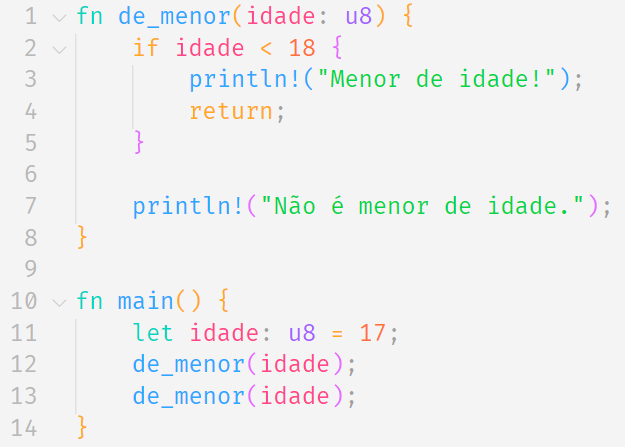 1 fn de_menor(idade: u8) {
2 if idade < 18 {
3 println!("Menor de idade!");
4 return;
5 }
6
7 println!("Não é menor de idade.");
8 }
9
10 fn main() {
11 let idade: u8 = 17;
12 de_menor(idade);
13 de_menor(idade);
14 }